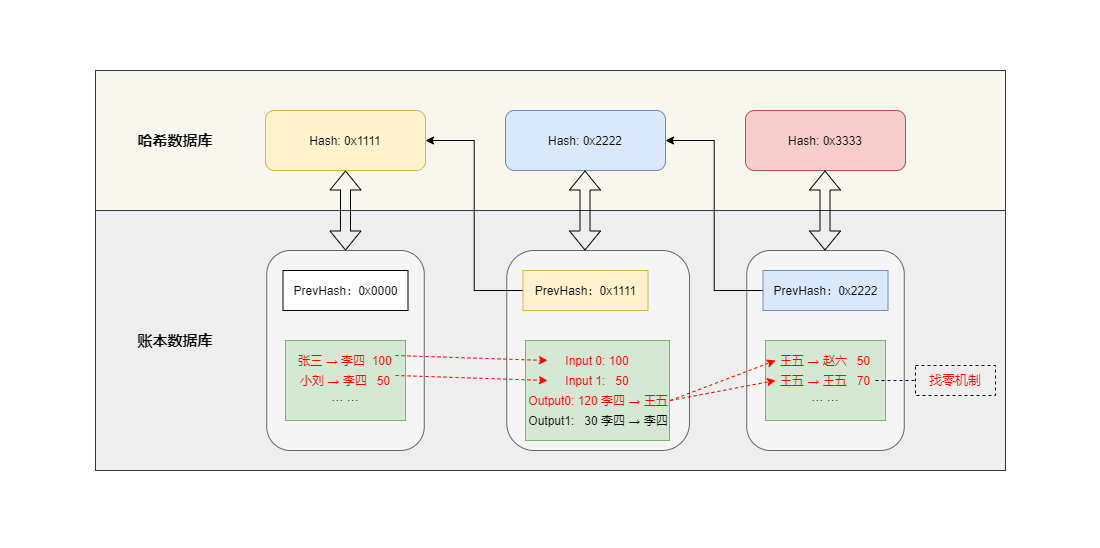 哈希数据库
Hash: 0x1111
Hash: 0x2222
Hash: 0x3333
账本数据库
PrevHash：0x0000
张三 → 李四 100
小刘 → 李四 50
… …
PrevHash：0x1111
Input 0: 100
Input 1: 50
Output0: 120 李四 → 王五
Output1: 30 李四 → 李四
PrevHash：0x2222
王五 → 赵六 50
王五 → 王五 70
… …
找零机制